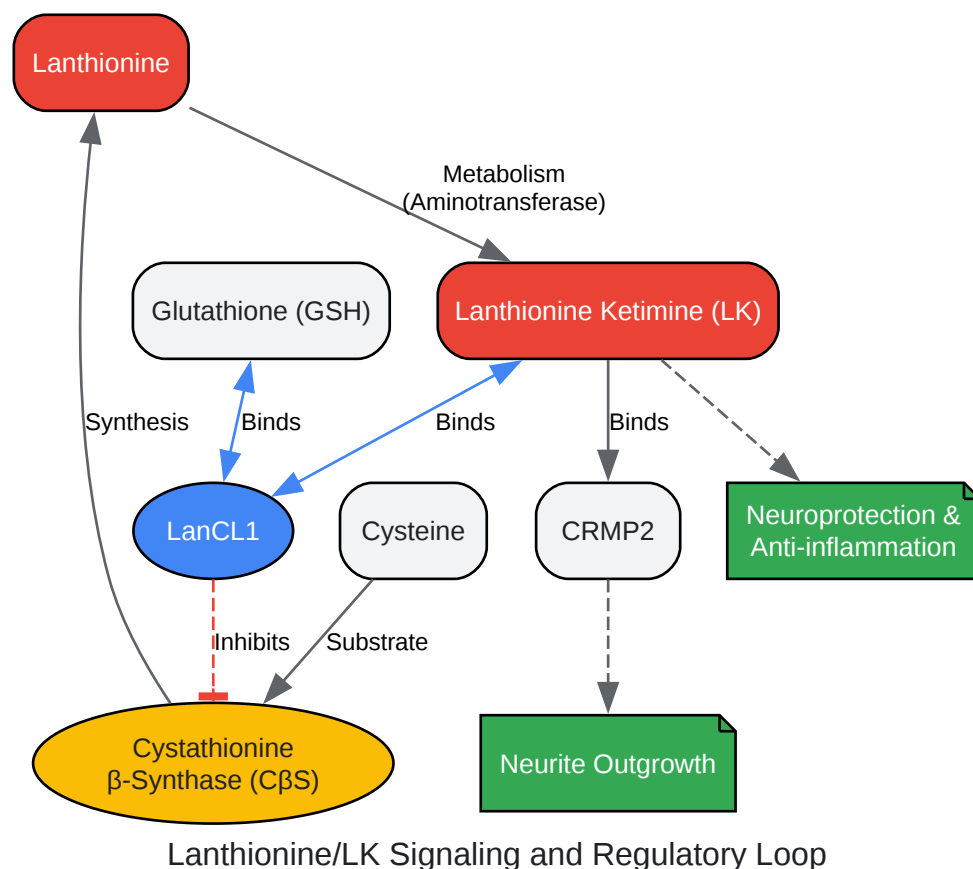 Lanthionine
Metabolism
(Aminotransferase)
Glutathione (GSH)
Lanthionine Ketimine (LK)
Synthesis
Binds
Binds
Binds
LanCL1
Cysteine
CRMP2
Neuroprotection &
Anti-inflammation
Inhibits
Substrate
Cystathionine
β-Synthase (CβS)
Neurite Outgrowth
Lanthionine/LK Signaling and Regulatory Loop